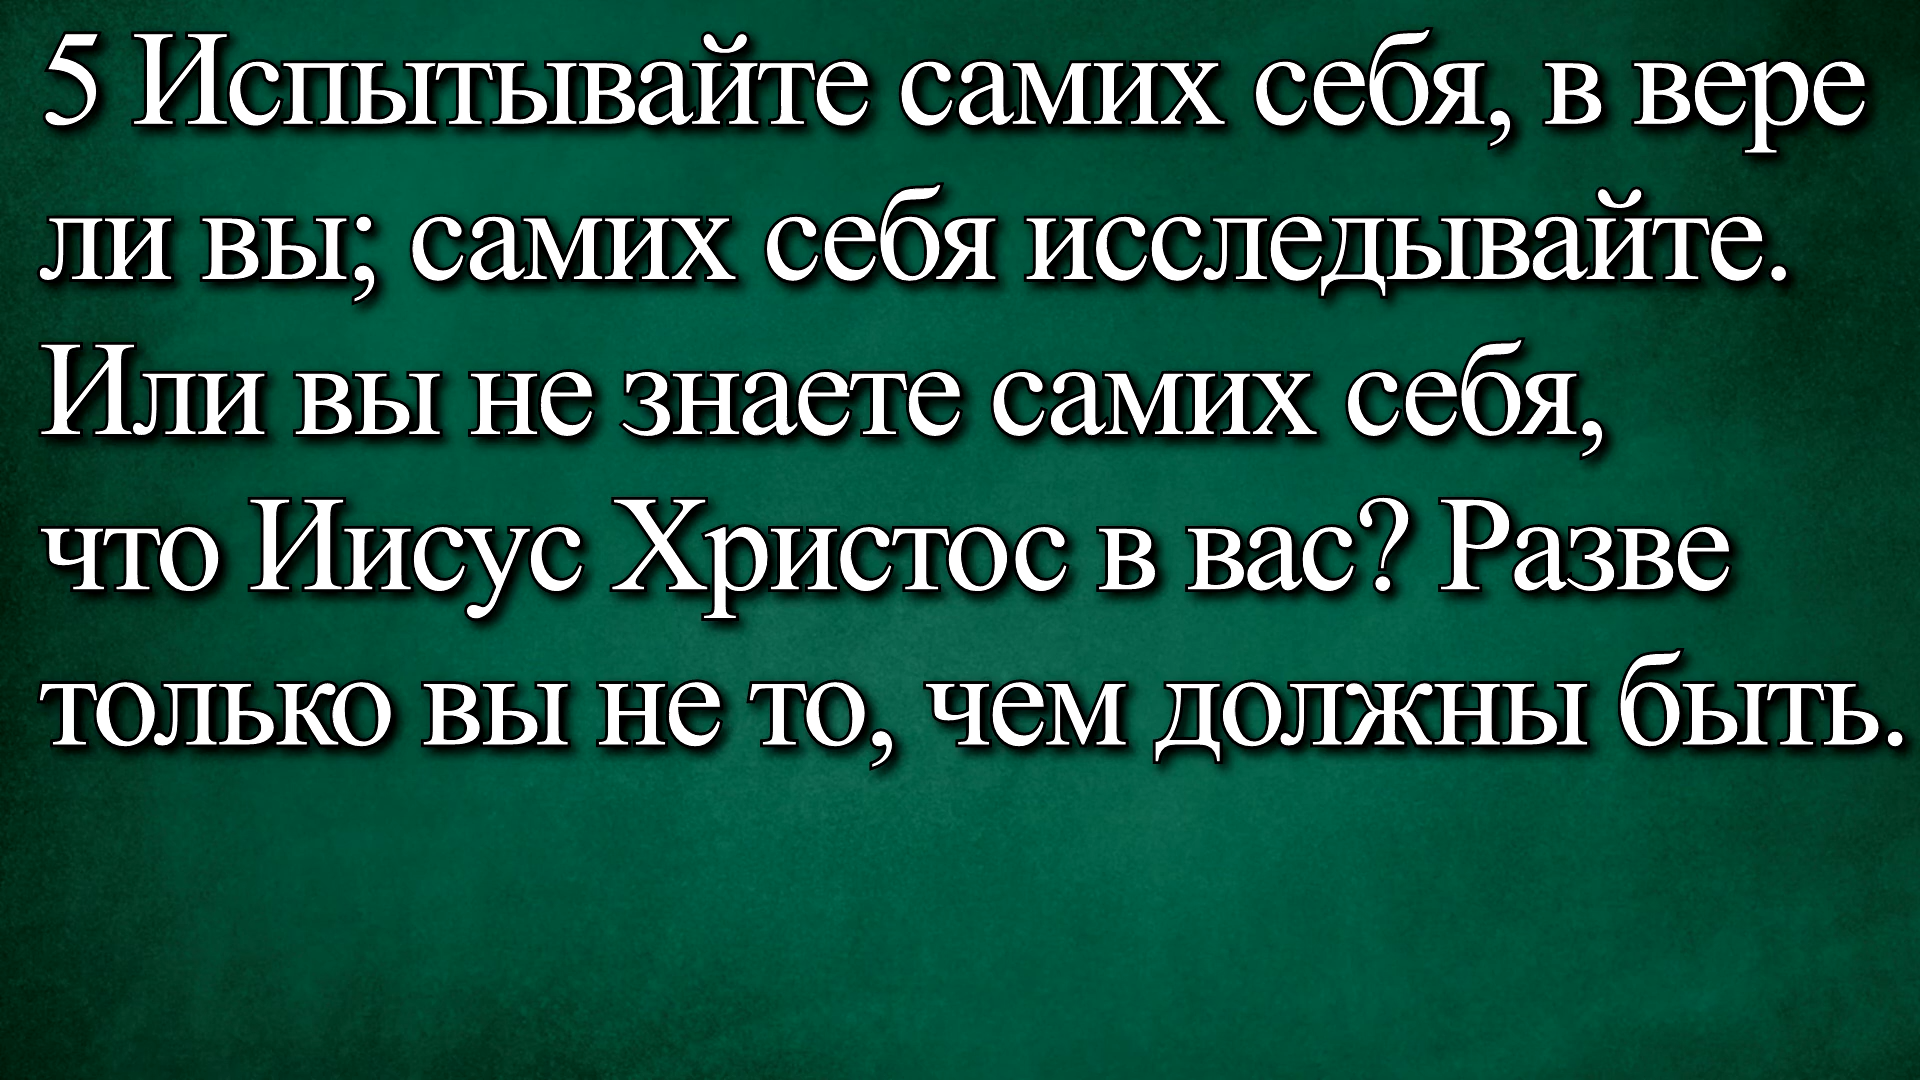 5 Испытывайте самих себя, в вере
ли вы; самих себя исследывайте.
Или вы не знаете самих себя,
что Иисус Христос в вас? Разве
только вы не то, чем должны быть.